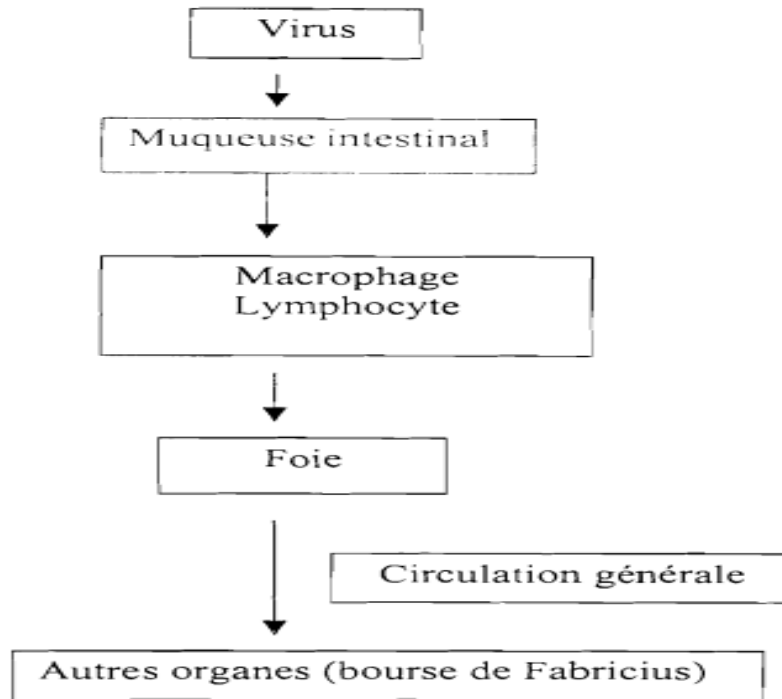 Virus
Muqueuse intestinal
Macrophage
Lymphocyte
Foie
Circulation générale
Autres organes (bourse de Fabricius)